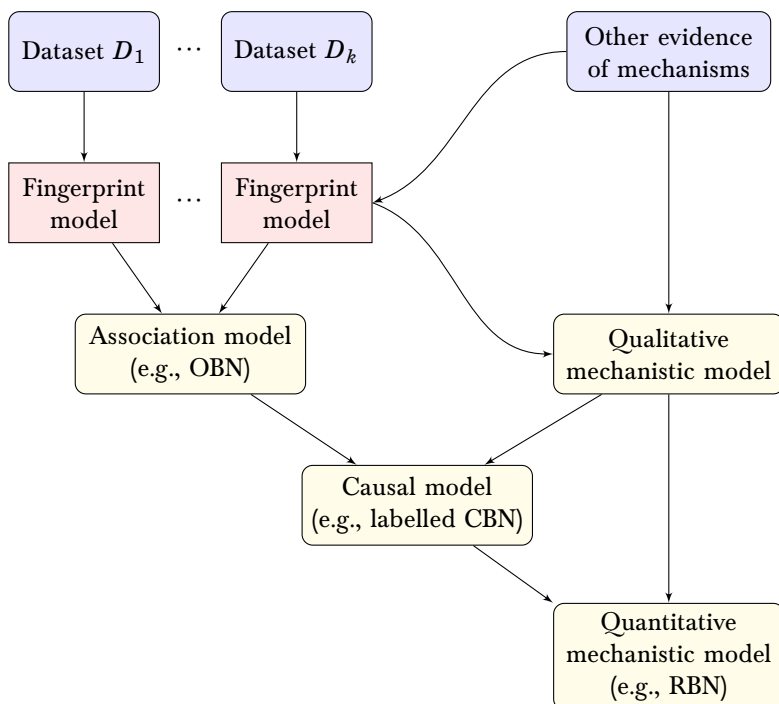 Dataset D₁
···
Dataset Dₖ
Other evidence
of mechanisms
Fingerprint
model
···
Fingerprint
model
Association model
(e.g., OBN)
Qualitative
mechanistic model
Causal model
(e.g., labelled CBN)
Quantitative
mechanistic model
(e.g., RBN)